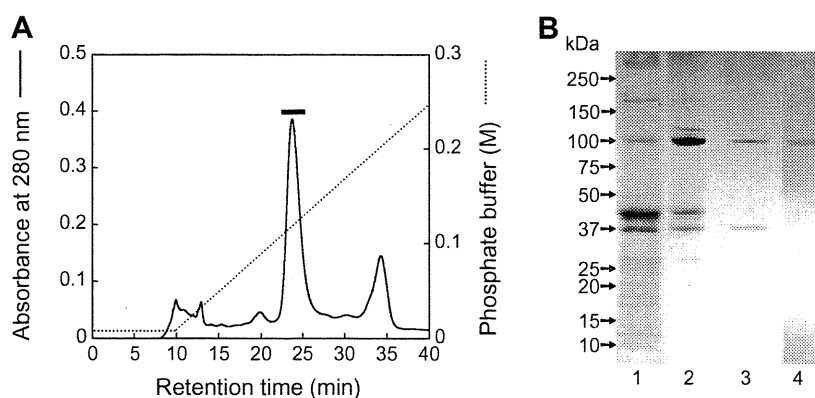 A
Absorbance at 280 nm
0.5
0.4
0.3
0.2
0.1
0
0 5 10 15 20 25 30 35 40
Retention time (min)
0.3
0.2
0.1
0
Phosphate buffer (M)
B
kDa
250
150
100
75
50
37
25
20
15
10
1 2 3 4